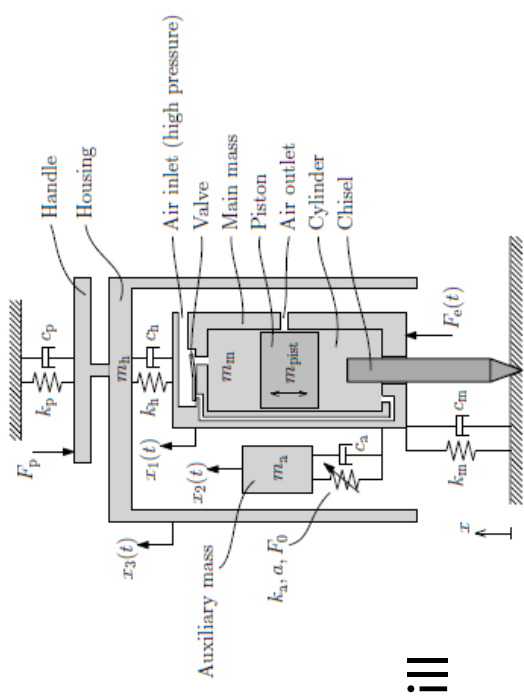 Handle
Housing
Air inlet (high pressure)
Valve
Main mass
Piston
Air outlet
Cylinder
Chisel
F_p
k_p
c_p
m_h
k_h
c_h
x_1(t)
x_2(t)
x_3(t)
m_m
m_pist
m_a
c_a
Auxiliary mass
k_a, a, F_0
F_e(t)
k_m
c_m
x
ill